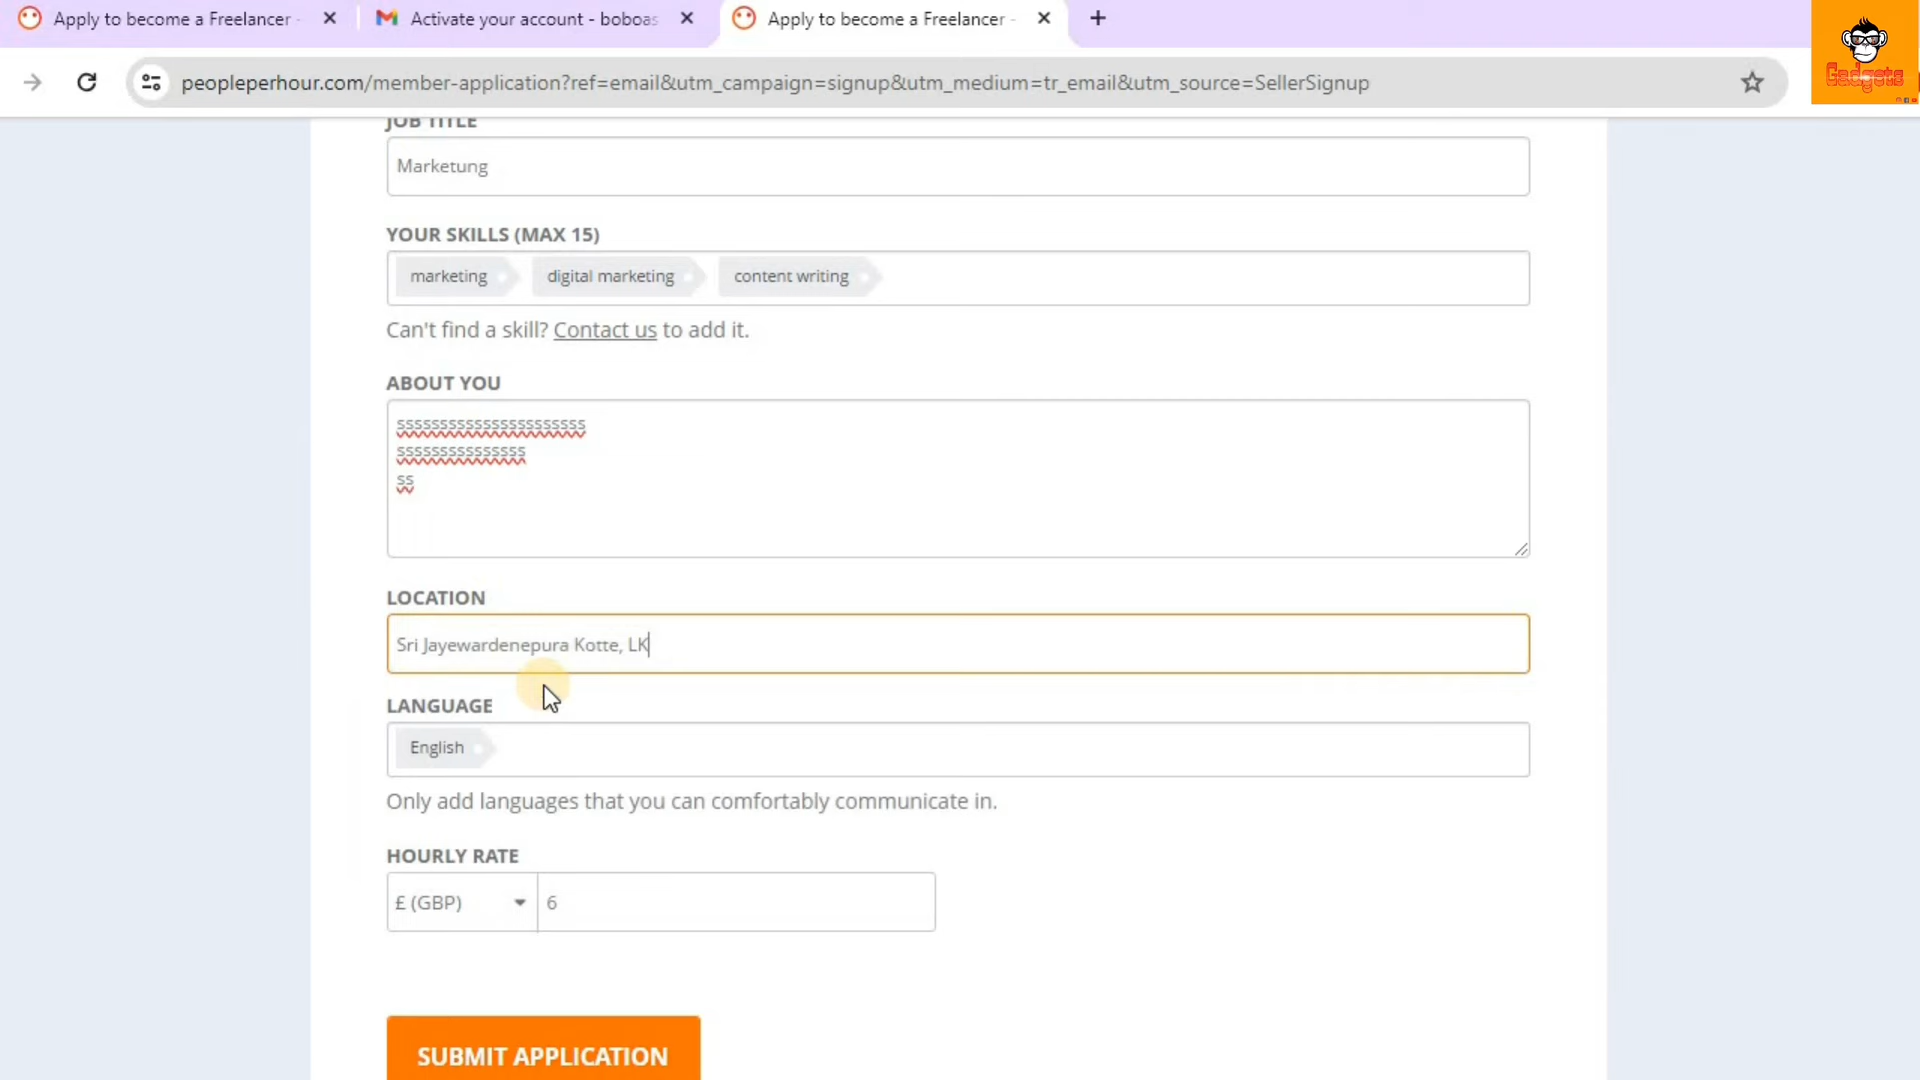 Apply to become a Freelancer -
Activate your account - boboas
Apply to become a Freelancer -
peopleperhour.com/member-application?ref=email&utm_campaign=signup&utm_medium=tr_email&utm_source=SellerSignup
Gadgets
JOB TITLE
Marketung
YOUR SKILLS (MAX 15)
marketing digital marketing content writing
Can't find a skill? Contact us to add it.
ABOUT YOU
ssssssssssssssssssssss
sssssssssssssss
ss
LOCATION
Sri Jayewardenepura Kotte, LK
LANGUAGE
English
Only add languages that you can comfortably communicate in.
HOURLY RATE
£ (GBP) 6
SUBMIT APPLICATION